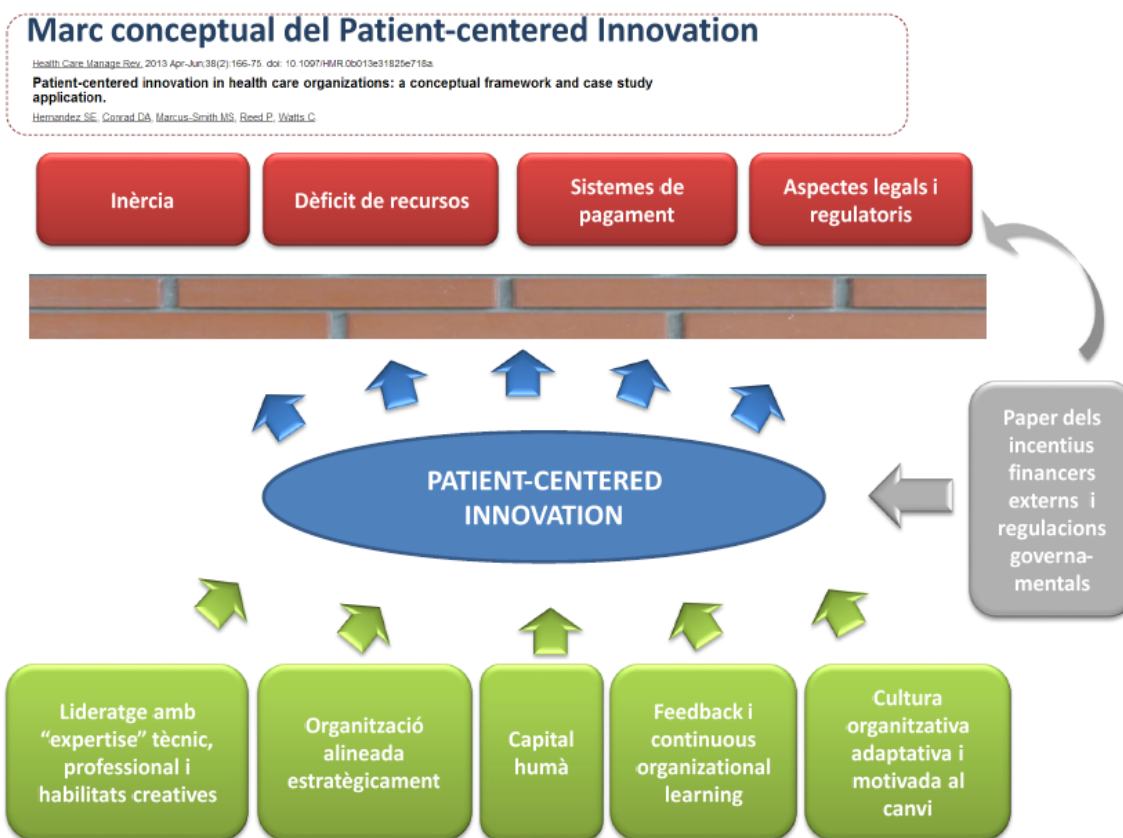 Marc conceptual del Patient-centered Innovation
Health Care Manage Rev. 2013 Apr-Jun;38(2):166-75. doi: 10.1097/HMR.0b013e31825e718a.
Patient-centered innovation in health care organizations: a conceptual framework and case study
application.
Hernandez SE, Conrad DA, Marcus-Smith MS, Reed P, Watts C.
Inèrcia
Dèficit de recursos
Sistemes de
pagament
Aspectes legals i
regulatoris
PATIENT-CENTERED
INNOVATION
Paper dels
incentius
financers
externs i
regulacions
governa-
mentals
Lideratge amb
“expertise” tècnic,
professional i
habilitats creatives
Organització
alineada
estratègicament
Capital
humà
Feedback i
continuous
organizational
learning
Cultura
organitzativa
adaptativa i
motivada al
canvi